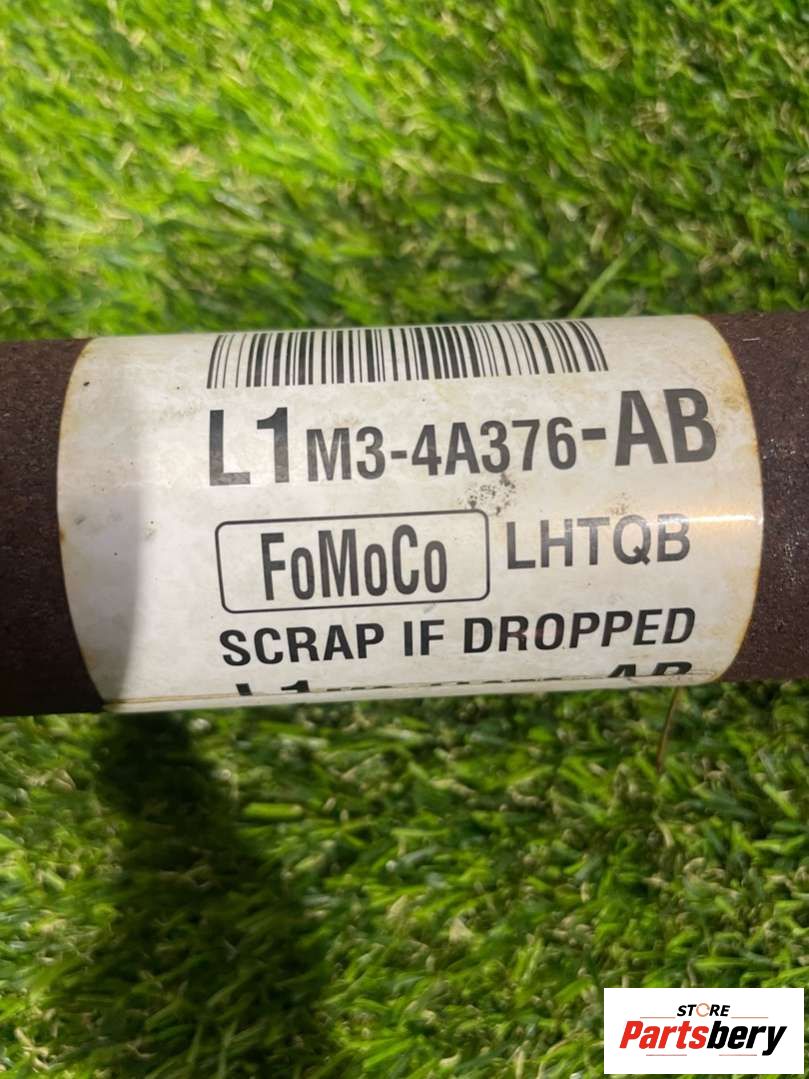 L1M3-4A376-AB
FoMoCo LHTQB
SCRAP IF DROPPED
STORE
Partsbery